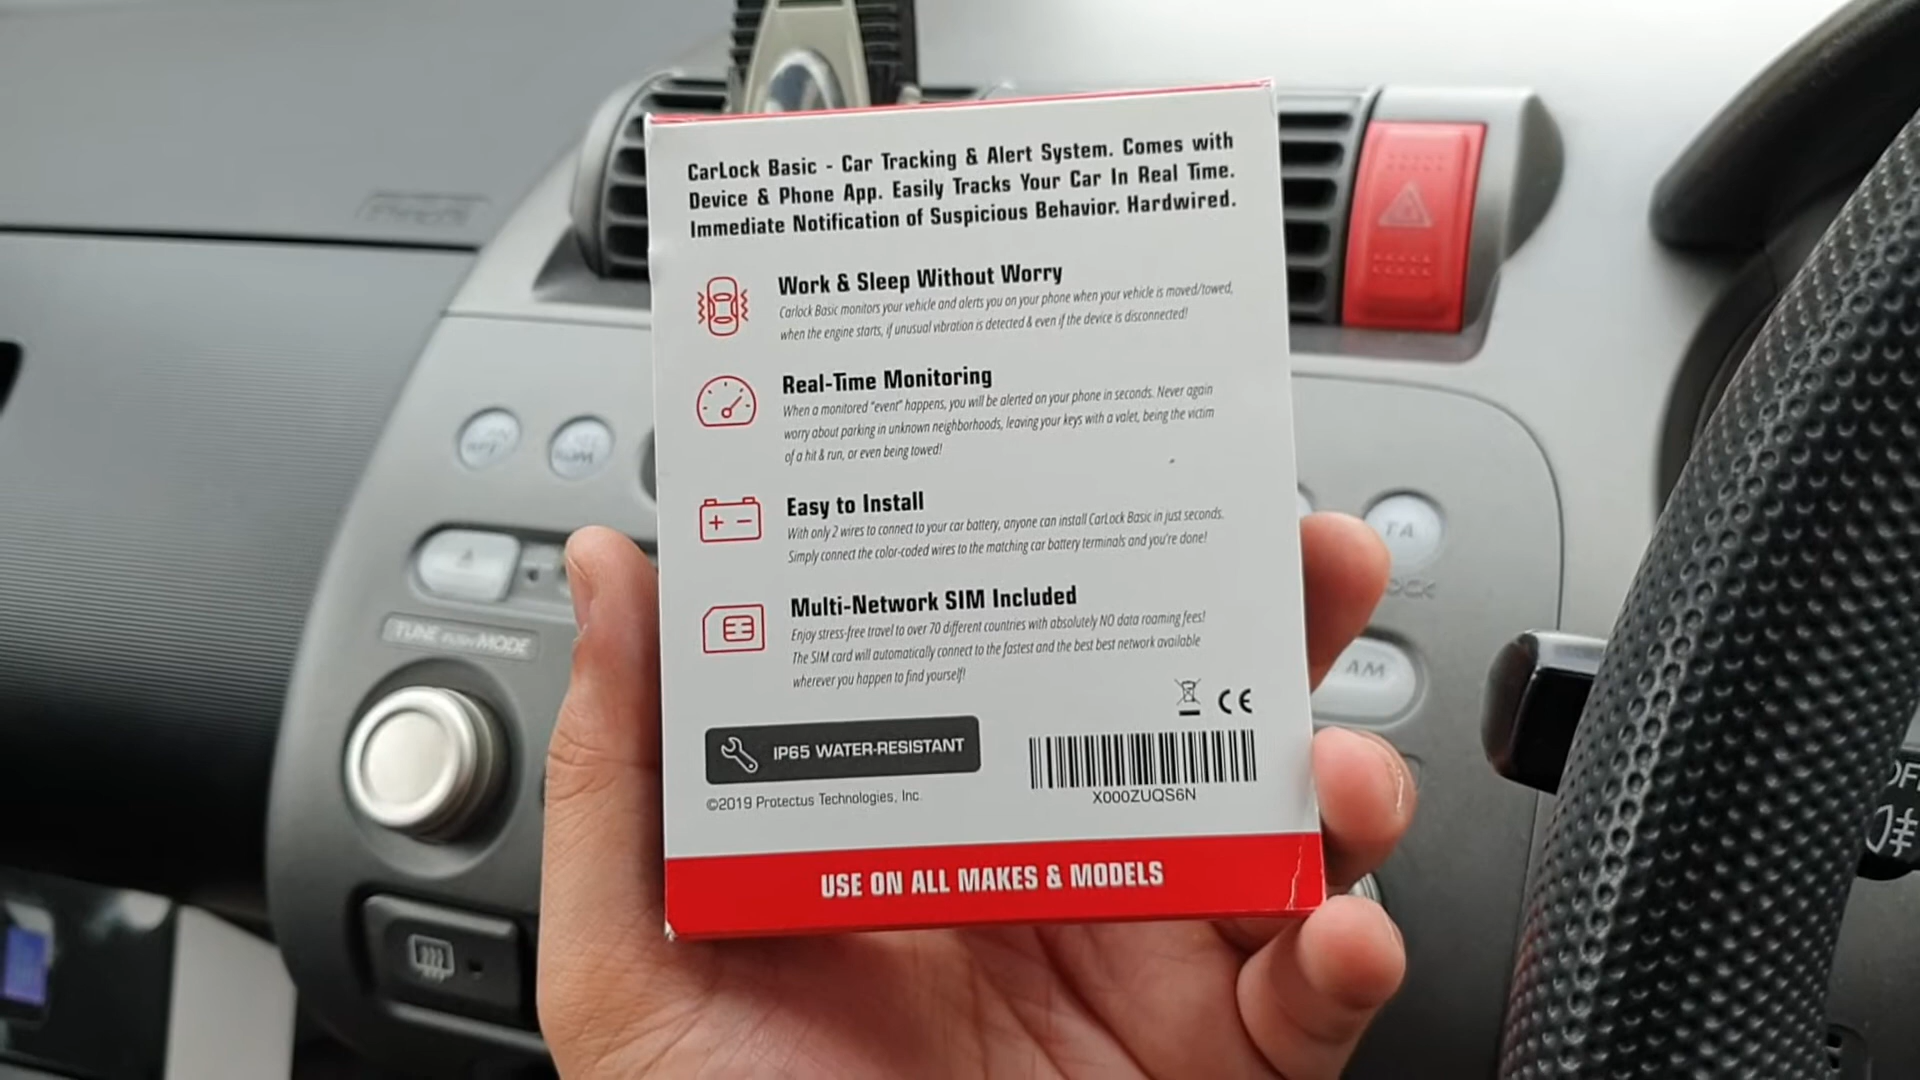 CarLock Basic - Car Tracking & Alert System. Comes with
Device & Phone App. Easily Tracks Your Car In Real Time.
Immediate Notification of Suspicious Behavior. Hardwired.
Work & Sleep Without Worry
Carlock Basic monitors your vehicle and alerts you on your phone when your vehicle is moved/towed,
when the engine starts, if unusual vibration is detected & even if the device is disconnected!
Real-Time Monitoring
When a monitored "event" happens, you will be alerted on your phone in seconds. Never again
worry about parking in unknown neighborhoods, leaving your keys with a valet, being the victim
of a hit & run, or even being towed!
Easy to Install
With only 2 wires to connect to your car battery, anyone can install CarLock Basic in just seconds.
Simply connect the color-coded wires to the matching car battery terminals and you're done!
Multi-Network SIM Included
Enjoy stress-free travel to over 70 different countries with absolutely NO data roaming fees!
The SIM card will automatically connect to the fastest and the best best network available
wherever you happen to find yourself!
CE
IP65 WATER-RESISTANT
X000ZUQS6N
©2019 Protectus Technologies, Inc.
USE ON ALL MAKES & MODELS
TA
AM
TUNE PUSH MODE